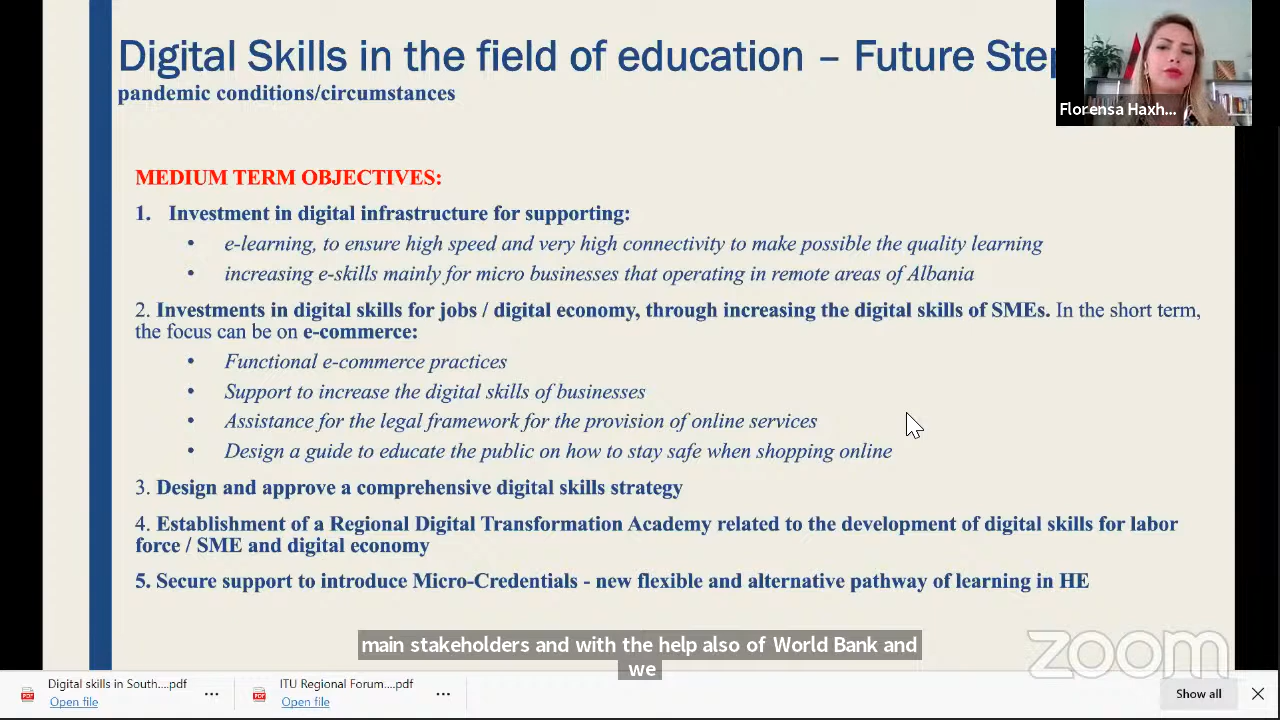 Digital Skills in the field of education – Future Step
pandemic conditions/circumstances
Florensa Haxh...
MEDIUM TERM OBJECTIVES:
1. Investment in digital infrastructure for supporting:
• e-learning, to ensure high speed and very high connectivity to make possible the quality learning
• increasing e-skills mainly for micro businesses that operating in remote areas of Albania
2. Investments in digital skills for jobs / digital economy, through increasing the digital skills of SMEs. In the short term,
the focus can be on e-commerce:
• Functional e-commerce practices
• Support to increase the digital skills of businesses
• Assistance for the legal framework for the provision of online services
• Design a guide to educate the public on how to stay safe when shopping online
3. Design and approve a comprehensive digital skills strategy
4. Establishment of a Regional Digital Transformation Academy related to the development of digital skills for labor
force / SME and digital economy
5. Secure support to introduce Micro-Credentials - new flexible and alternative pathway of learning in HE
main stakeholders and with the help also of World Bank and
we
zoom
Digital skills in South....pdf
Open file
ITU Regional Forum....pdf
Open file
Show all